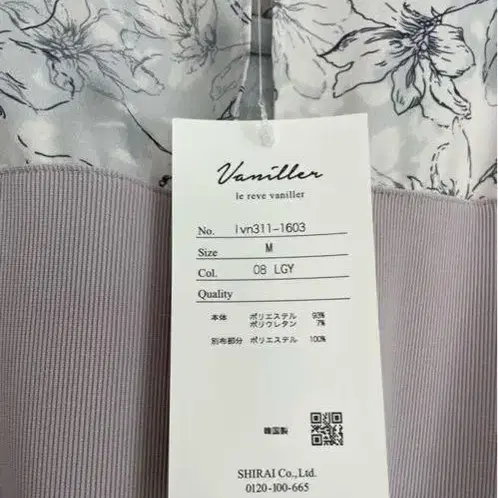 Vaniller
le reve vaniller
No. lvn311-1603
Size M
Col. 08 LGY
Quality
本体 ポリエステル 93%
ポリウレタン 7%
別布部分 ポリエステル 100%
韓国製
SHIRAI Co.,Ltd.
0120-100-665